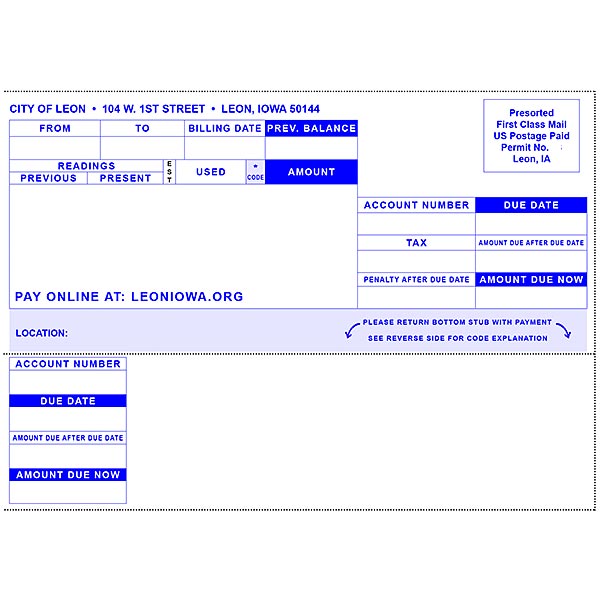 CITY OF LEON • 104 W. 1ST STREET • LEON, IOWA 50144
Presorted
First Class Mail
US Postage Paid
Permit No.
Leon, IA
FROM TO BILLING DATE PREV. BALANCE
READINGS
PREVIOUS PRESENT
EST
USED
*
CODE
AMOUNT
ACCOUNT NUMBER DUE DATE
TAX AMOUNT DUE AFTER DUE DATE
PENALTY AFTER DUE DATE AMOUNT DUE NOW
PAY ONLINE AT: LEONIOWA.ORG
LOCATION:
PLEASE RETURN BOTTOM STUB WITH PAYMENT
SEE REVERSE SIDE FOR CODE EXPLANATION
ACCOUNT NUMBER
DUE DATE
AMOUNT DUE AFTER DUE DATE
AMOUNT DUE NOW